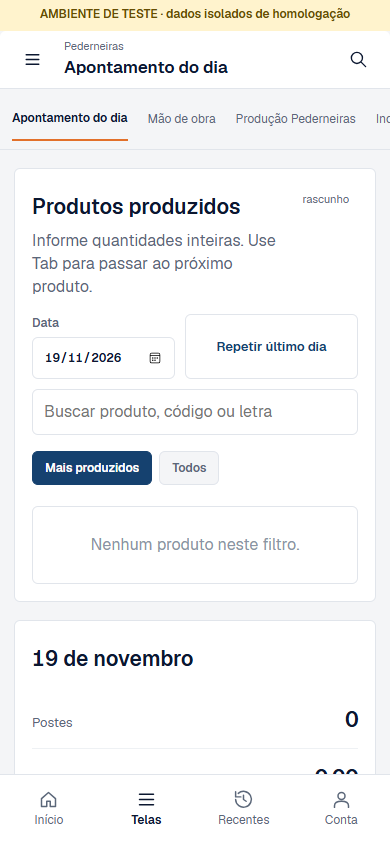 AMBIENTE DE TESTE · dados isolados de homologação
Pederneiras
Apontamento do dia
Apontamento do dia
Mão de obra
Produção Pederneiras
Produtos produzidos
rascunho
Informe quantidades inteiras. Use
Tab para passar ao próximo
produto.
Data
19/11/2026
Repetir último dia
Buscar produto, código ou letra
Mais produzidos
Todos
Nenhum produto neste filtro.
19 de novembro
Postes
0
Início
Telas
Recentes
Conta